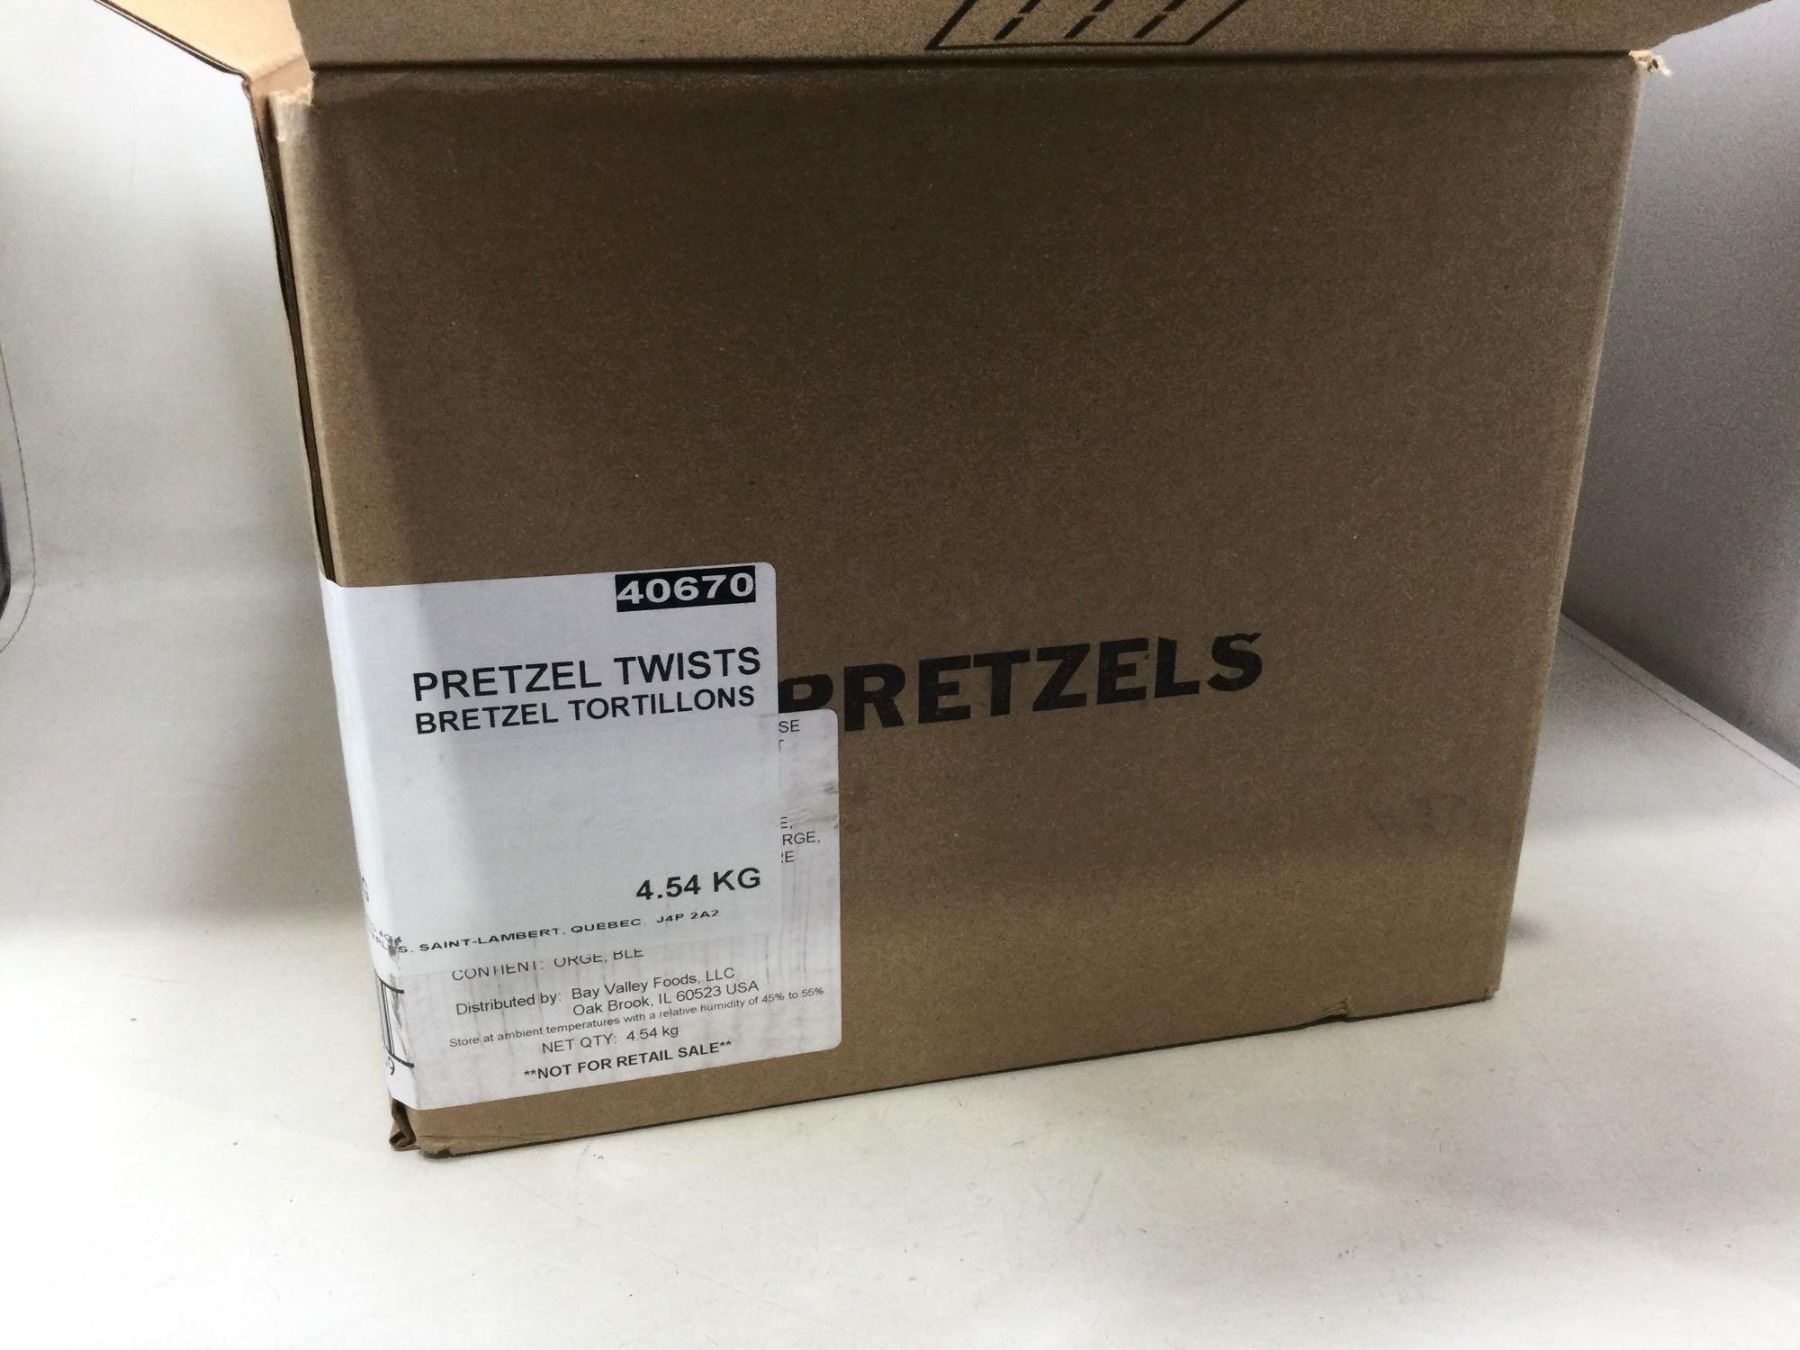 40670
PRETZEL TWISTS
BRETZEL TORTILLONS
PRETZELS
SE
RGE,
4.54 KG
SAINT-LAMBERT, QUEBEC J4P 2A2
CONTIENT: ORGE, BLE
Distributed by: Bay Valley Foods, LLC
Oak Brook, IL 60523 USA
Store at ambient temperatures with a relative humidity of 45% to 55%
NET QTY: 4.54 kg
**NOT FOR RETAIL SALE**